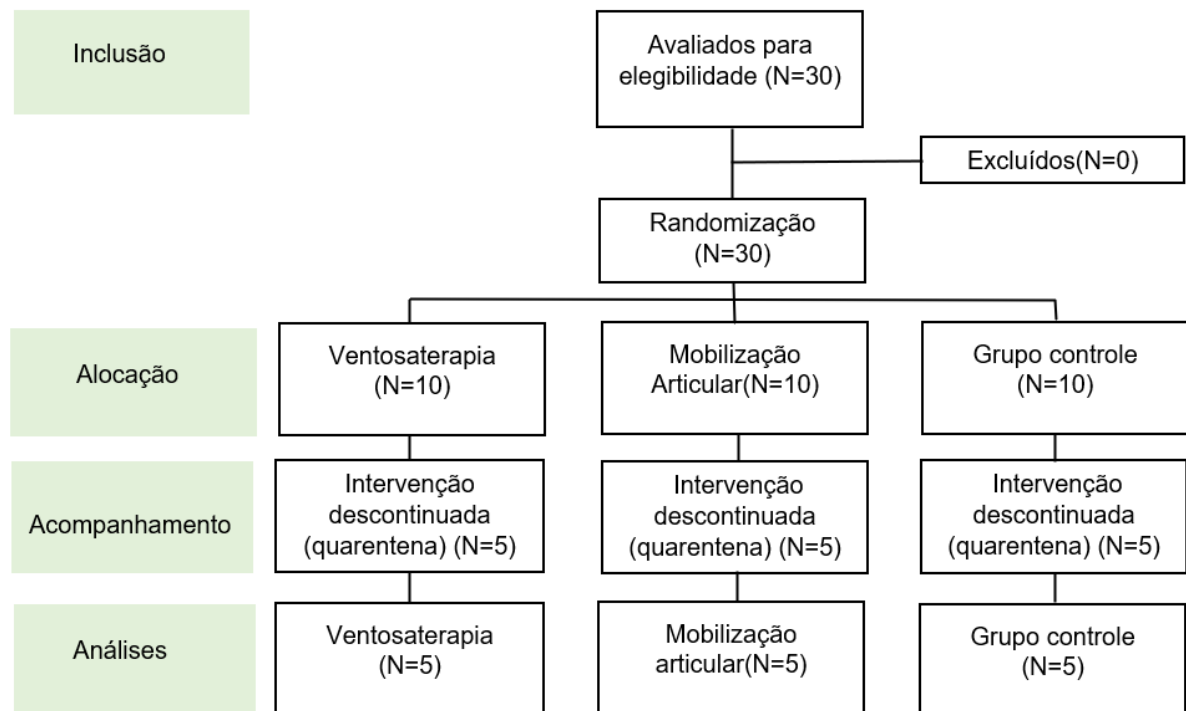 Inclusão
Avaliados para
elegibilidade (N=30)
Excluídos(N=0)
Randomização
(N=30)
Alocação
Ventosaterapia
(N=10)
Mobilização
Articular(N=10)
Grupo controle
(N=10)
Acompanhamento
Intervenção
descontinuada
(quarentena) (N=5)
Intervenção
descontinuada
(quarentena) (N=5)
Intervenção
descontinuada
(quarentena) (N=5)
Análises
Ventosaterapia
(N=5)
Mobilização
articular(N=5)
Grupo controle
(N=5)